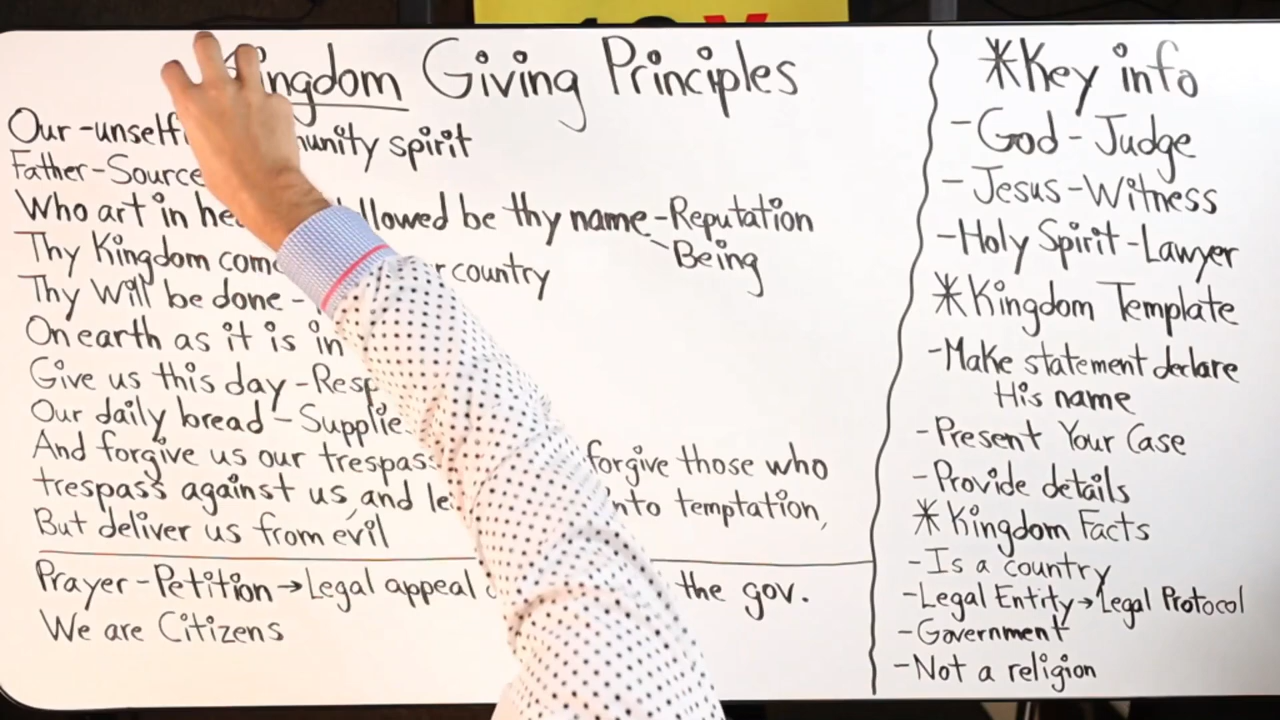 Kingdom Giving Principles
Our - unselfi munity spirit
Father - Source
Who art in he llowed be thy name - Reputation
- Being
Thy Kingdom come r country
Thy Will be done -
On earth as it is in
Give us this day - Resp
Our daily bread - Supplie
And forgive us our trespass forgive those who
trespass against us, and le into temptation,
But deliver us from evil
Prayer - Petition → Legal appeal the gov.
We are Citizens
*Key info
- God - Judge
- Jesus - Witness
- Holy Spirit - Lawyer
* Kingdom Template
- Make statement declare
His name
- Present Your Case
- Provide details
* Kingdom Facts
- Is a country
- Legal Entity → Legal Protocol
- Government
- Not a religion